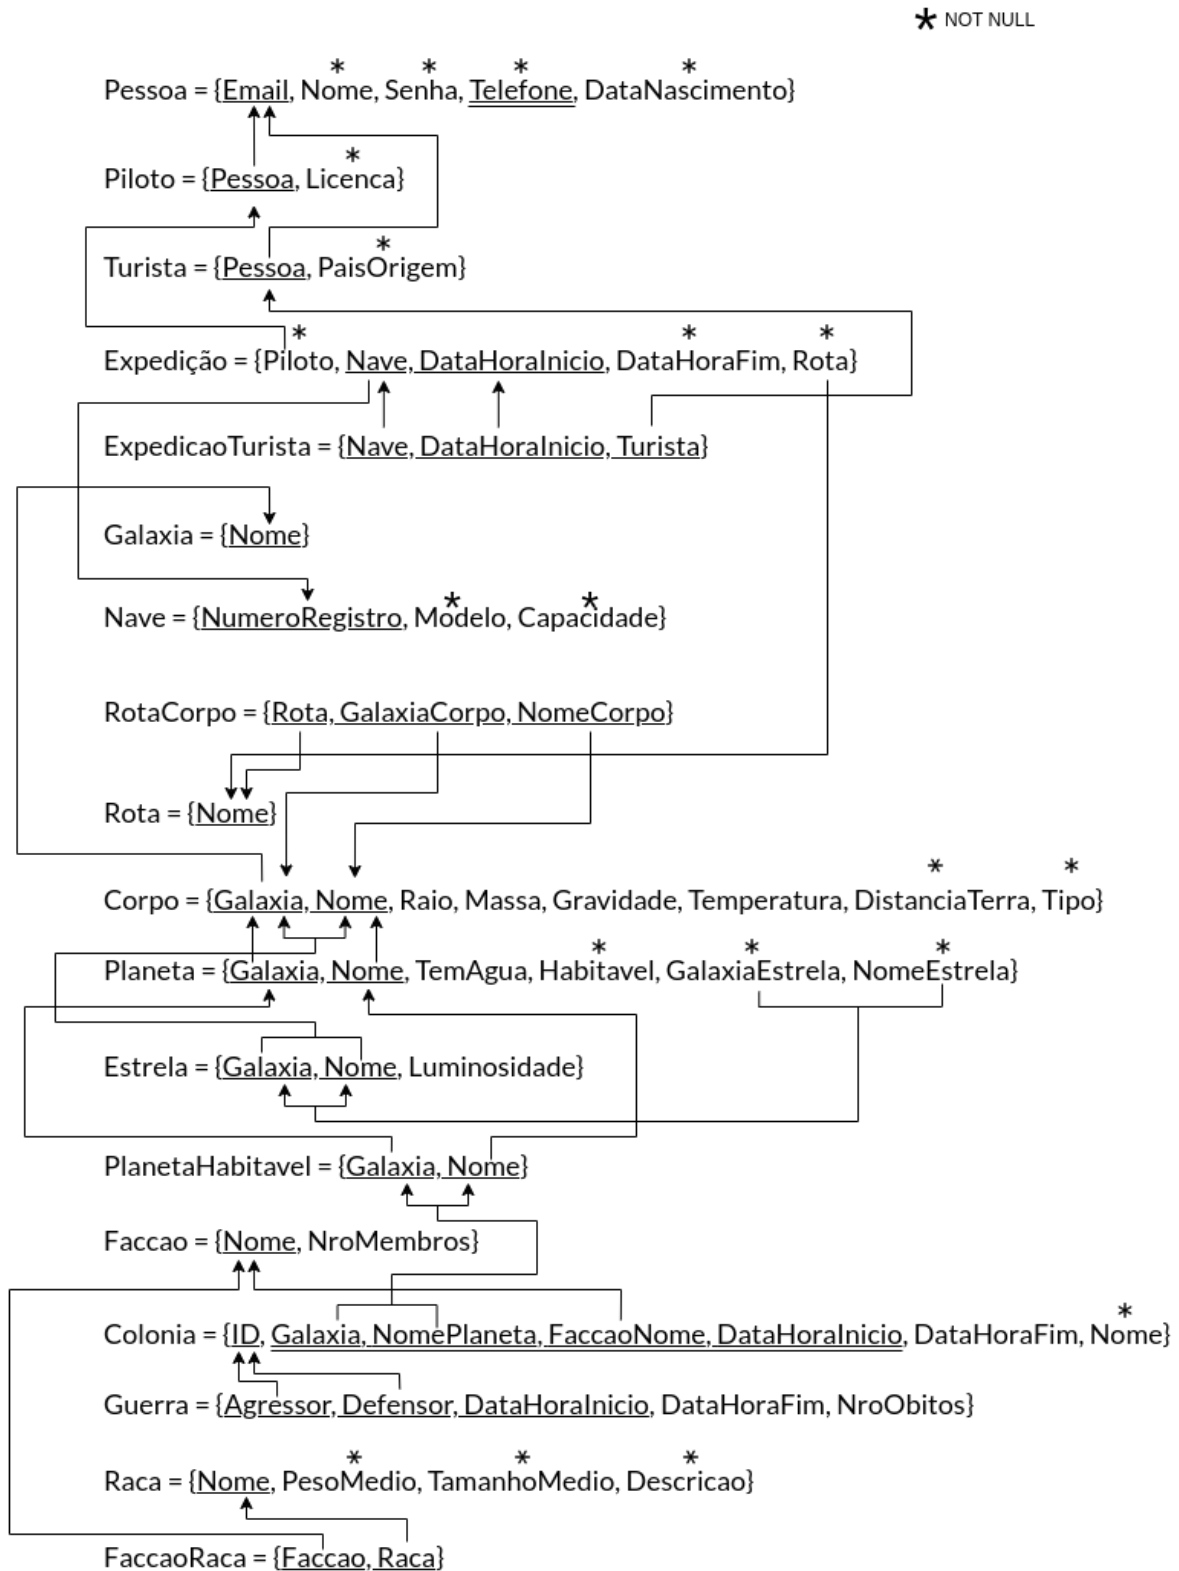 * NOT NULL
* * * *
Pessoa = {Email, Nome, Senha, Telefone, DataNascimento}
*
Piloto = {Pessoa, Licenca}
*
Turista = {Pessoa, PaisOrigem}
* * *
Expedição = {Piloto, Nave, DataHoraInicio, DataHoraFim, Rota}
ExpedicaoTurista = {Nave, DataHoraInicio, Turista}
Galaxia = {Nome}
* *
Nave = {NumeroRegistro, Modelo, Capacidade}
RotaCorpo = {Rota, GalaxiaCorpo, NomeCorpo}
Rota = {Nome}
* *
Corpo = {Galaxia, Nome, Raio, Massa, Gravidade, Temperatura, DistanciaTerra, Tipo}
* * *
Planeta = {Galaxia, Nome, TemAgua, Habitavel, GalaxiaEstrela, NomeEstrela}
Estrela = {Galaxia, Nome, Luminosidade}
PlanetaHabitavel = {Galaxia, Nome}
Faccao = {Nome, NroMembros}
*
Colonia = {ID, Galaxia, NomePlaneta, FaccaoNome, DataHoraInicio, DataHoraFim, Nome}
Guerra = {Agressor, Defensor, DataHoraInicio, DataHoraFim, NroObitos}
* * *
Raca = {Nome, PesoMedio, TamanhoMedio, Descricao}
FaccaoRaca = {Faccao, Raca}